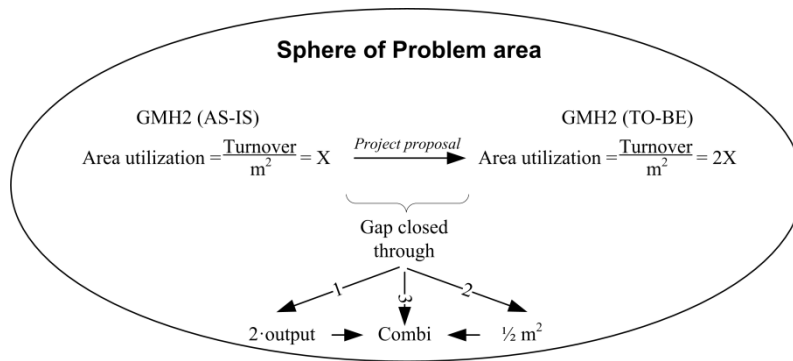 Sphere of Problem area
GMH2 (AS-IS)
GMH2 (TO-BE)
Area utilization = Turnover / m² = X
Project proposal
Area utilization = Turnover / m² = 2X
Gap closed
through
1
3
2
2·output
Combi
½ m²